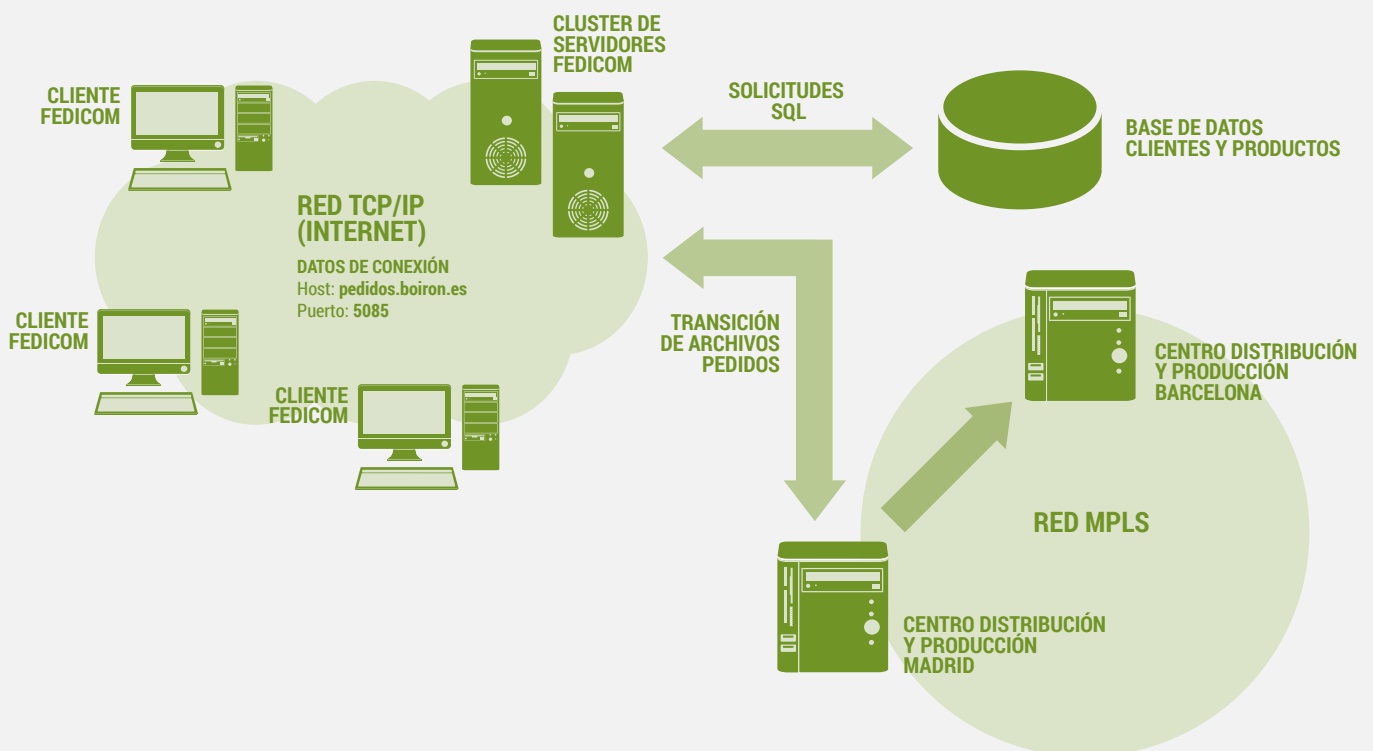 CLUSTER DE
SERVIDORES
FEDICOM
CLIENTE
FEDICOM
SOLICITUDES
SQL
BASE DE DATOS
CLIENTES Y PRODUCTOS
RED TCP/IP
(INTERNET)
DATOS DE CONEXIÓN
Host: pedidos.boiron.es
Puerto: 5085
CLIENTE
FEDICOM
TRANSICIÓN
DE ARCHIVOS
PEDIDOS
CENTRO DISTRIBUCIÓN
Y PRODUCCIÓN
BARCELONA
CLIENTE
FEDICOM
RED MPLS
CENTRO DISTRIBUCIÓN
Y PRODUCCIÓN
MADRID